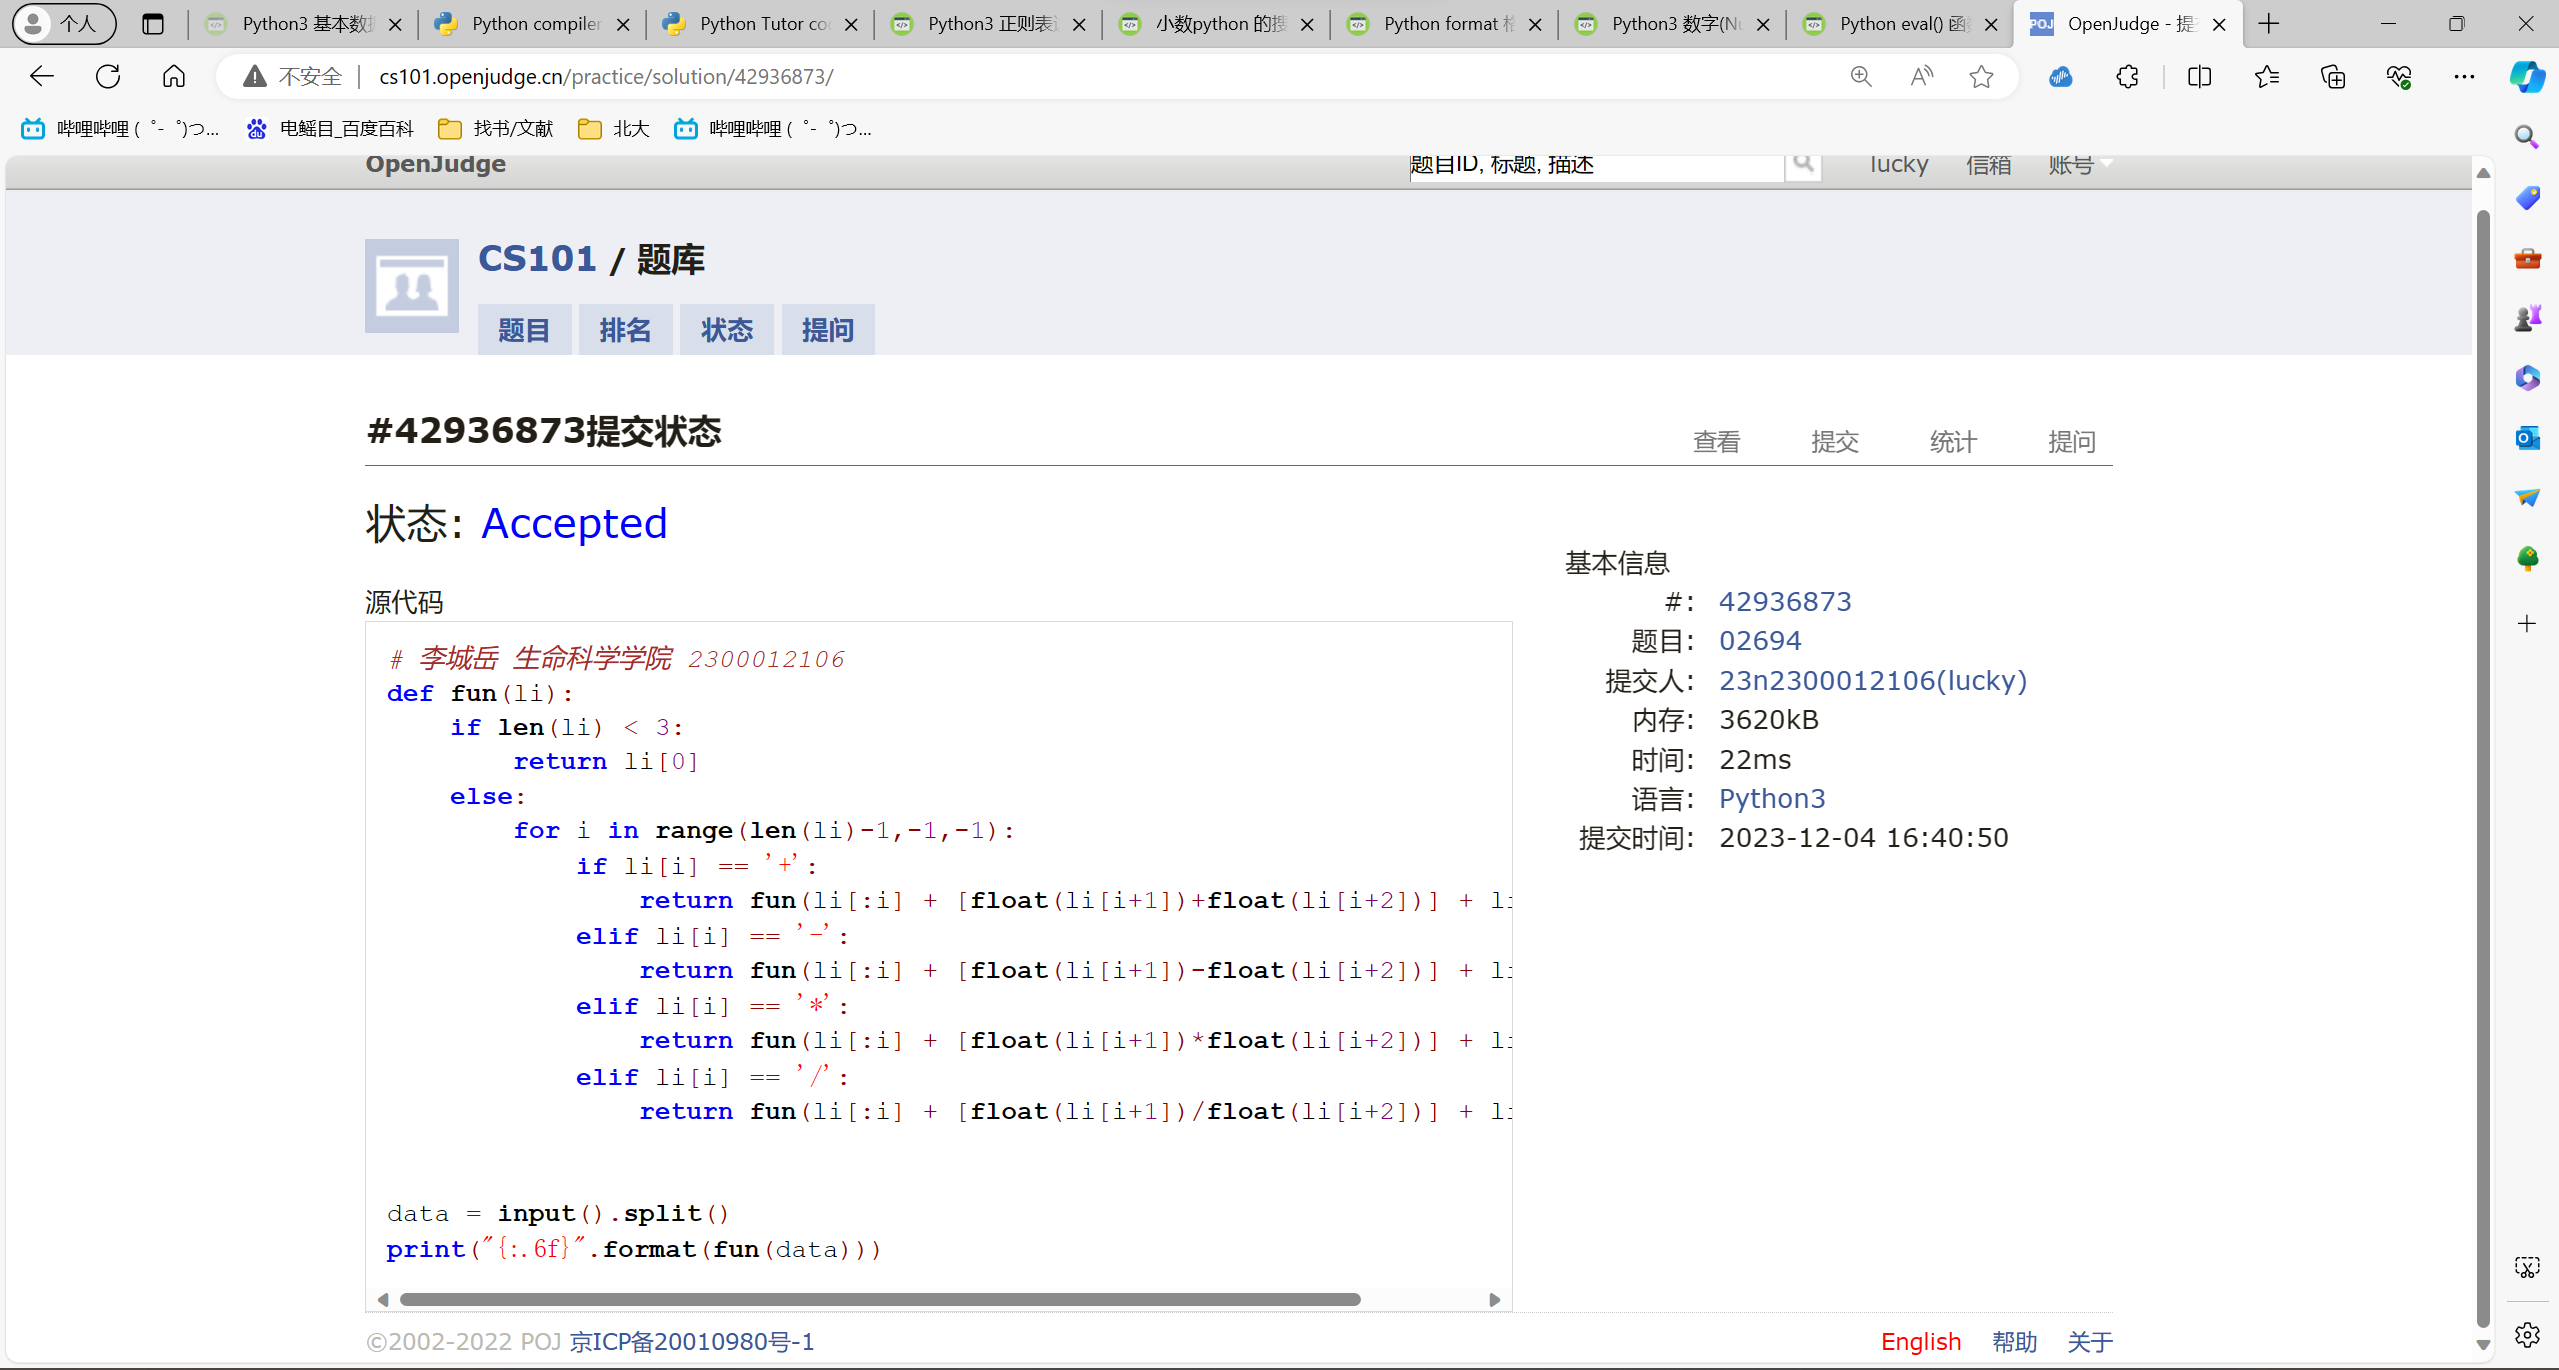 个人
Python3 基本数据
Python compiler
Python Tutor co
Python3 正则表达
小数python 的搜
Python format 格
Python3 数字(Nu
Python eval() 函
OpenJudge - 提
不安全
cs101.openjudge.cn/practice/solution/42936873/
哔哩哔哩 (゜-゜)つ...
电鳐目_百度百科
找书/文献
北大
哔哩哔哩 (゜-゜)つ...
OpenJudge
题目ID, 标题, 描述
lucky 信箱 账号
CS101 / 题库
题目 排名 状态 提问
#42936873提交状态
查看 提交 统计 提问
状态: Accepted
源代码
# 李城岳 生命科学学院 2300012106
def fun(li):
    if len(li) < 3:
        return li[0]
    else:
        for i in range(len(li)-1,-1,-1):
            if li[i] == '+':
                return fun(li[:i] + [float(li[i+1])+float(li[i+2])] + li
            elif li[i] == '-':
                return fun(li[:i] + [float(li[i+1])-float(li[i+2])] + li
            elif li[i] == '*':
                return fun(li[:i] + [float(li[i+1])*float(li[i+2])] + li
            elif li[i] == '/':
                return fun(li[:i] + [float(li[i+1])/float(li[i+2])] + li
data = input().split()
print("{:.6f}".format(fun(data)))
基本信息
#: 42936873
题目: 02694
提交人: 23n2300012106(lucky)
内存: 3620kB
时间: 22ms
语言: Python3
提交时间: 2023-12-04 16:40:50
©2002-2022 POJ 京ICP备20010980号-1
English 帮助 关于